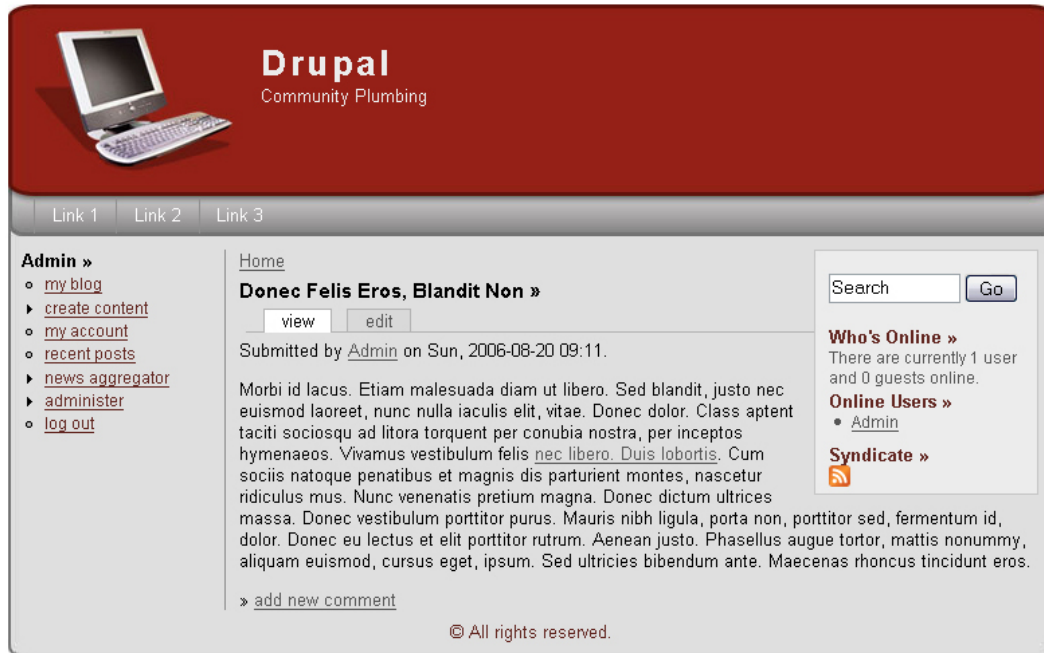 Drupal
Community Plumbing
Link 1 Link 2 Link 3
Admin »
my blog
create content
my account
recent posts
news aggregator
administer
log out
Home
Donec Felis Eros, Blandit Non »
view edit
Submitted by Admin on Sun, 2006-08-20 09:11.
Morbi id lacus. Etiam malesuada diam ut libero. Sed blandit, justo nec
euismod laoreet, nunc nulla iaculis elit, vitae. Donec dolor. Class aptent
taciti sociosqu ad litora torquent per conubia nostra, per inceptos
hymenaeos. Vivamus vestibulum felis nec libero. Duis lobortis. Cum
sociis natoque penatibus et magnis dis parturient montes, nascetur
ridiculus mus. Nunc venenatis pretium magna. Donec dictum ultrices
massa. Donec vestibulum porttitor purus. Mauris nibh ligula, porta non, porttitor sed, fermentum id,
dolor. Donec eu lectus et elit porttitor rutrum. Aenean justo. Phasellus augue tortor, mattis nonummy,
aliquam euismod, cursus eget, ipsum. Sed ultricies bibendum ante. Maecenas rhoncus tincidunt eros.
» add new comment
Search Go
Who's Online »
There are currently 1 user
and 0 guests online.
Online Users »
Admin
Syndicate »
© All rights reserved.